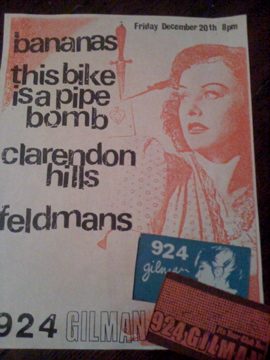 Friday December 20th 8pm
bananas
this bike
is a pipe
bomb
clarendon
hills
feldmans
924
gilman
924 GILMAN
924 GILMAN